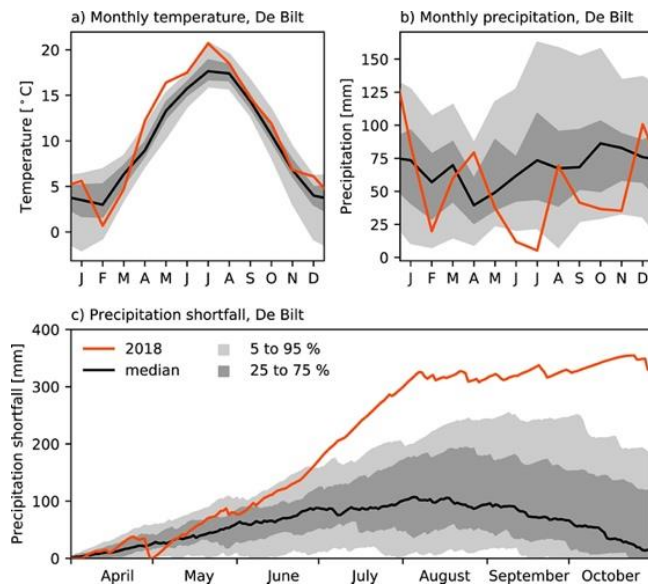 a) Monthly temperature, De Bilt
Temperature [°C]
20
15
10
5
0
J F M A M J J A S O N D
b) Monthly precipitation, De Bilt
Precipitation [mm]
150
125
100
75
50
25
0
J F M A M J J A S O N D
c) Precipitation shortfall, De Bilt
Precipitation shortfall [mm]
400
300
200
100
0
2018
median
5 to 95 %
25 to 75 %
April May June July August September October